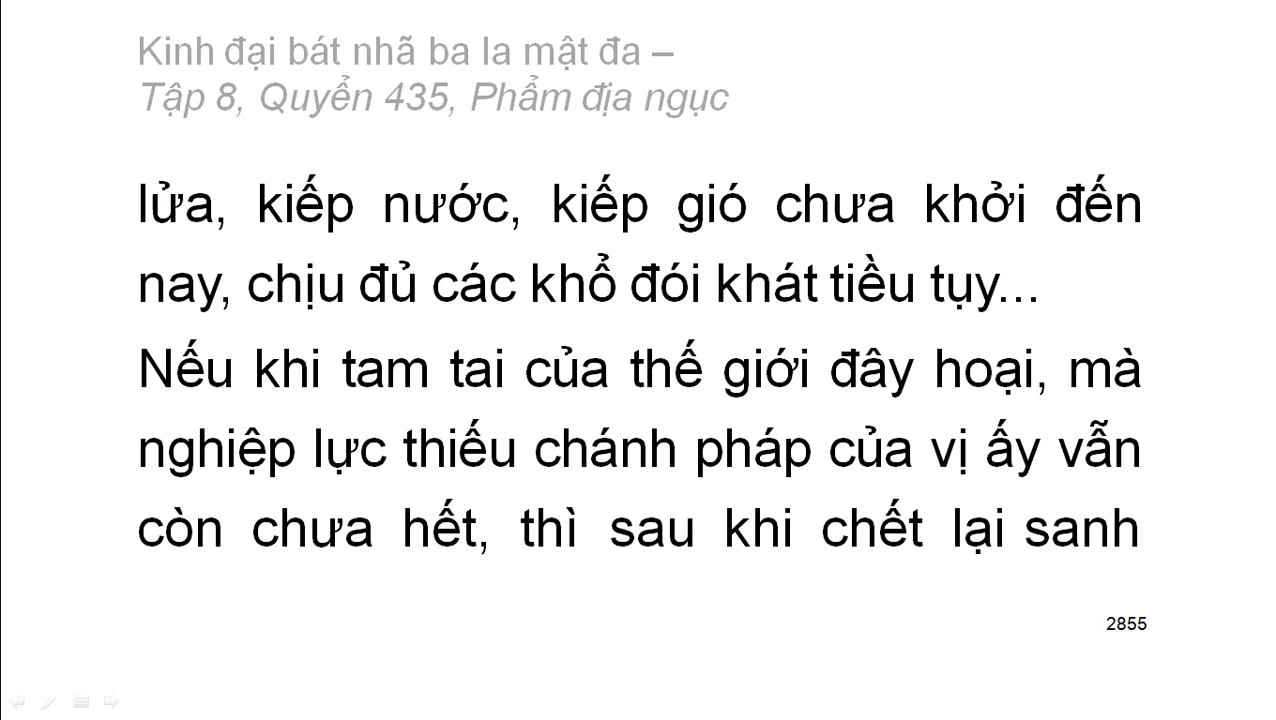 Kinh đại bát nhã ba la mật đa –
Tập 8, Quyển 435, Phẩm địa ngục
lửa, kiếp nước, kiếp gió chưa khởi đến
nay, chịu đủ các khổ đói khát tiều tụy...
Nếu khi tam tai của thế giới đây hoại, mà
nghiệp lực thiếu chánh pháp của vị ấy vẫn
còn chưa hết, thì sau khi chết lại sanh
2855